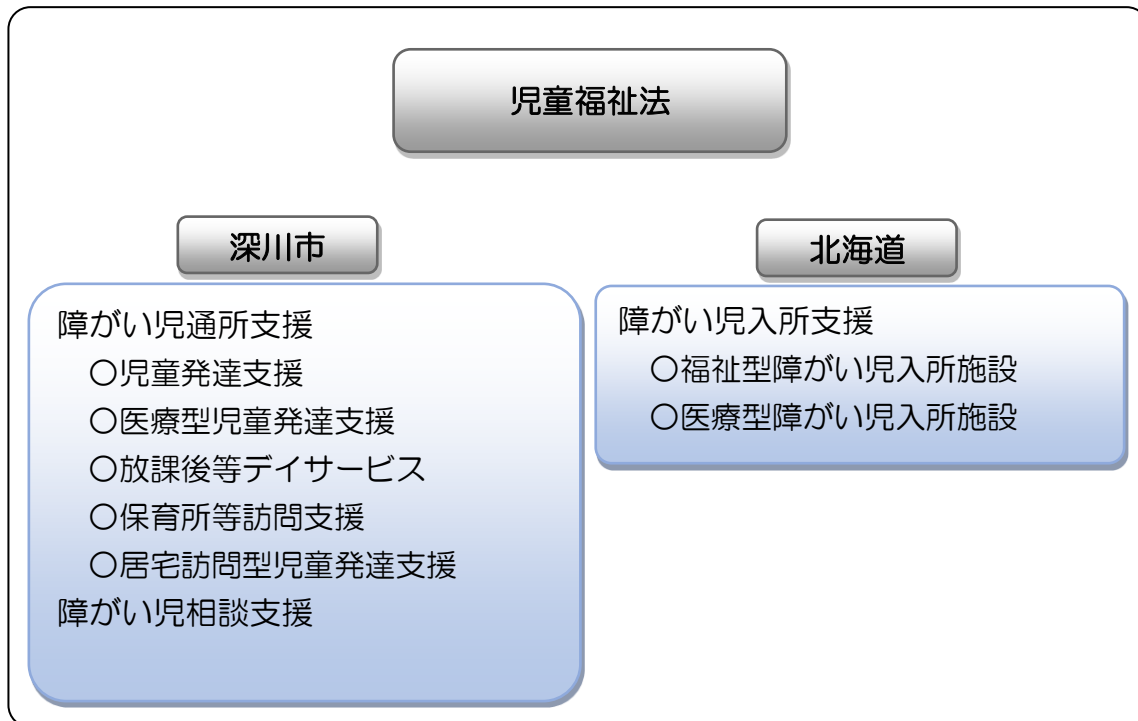 児童福祉法
深川市
障がい児通所支援
○児童発達支援
○医療型児童発達支援
○放課後等デイサービス
○保育所等訪問支援
○居宅訪問型児童発達支援
障がい児相談支援
北海道
障がい児入所支援
○福祉型障がい児入所施設
○医療型障がい児入所施設